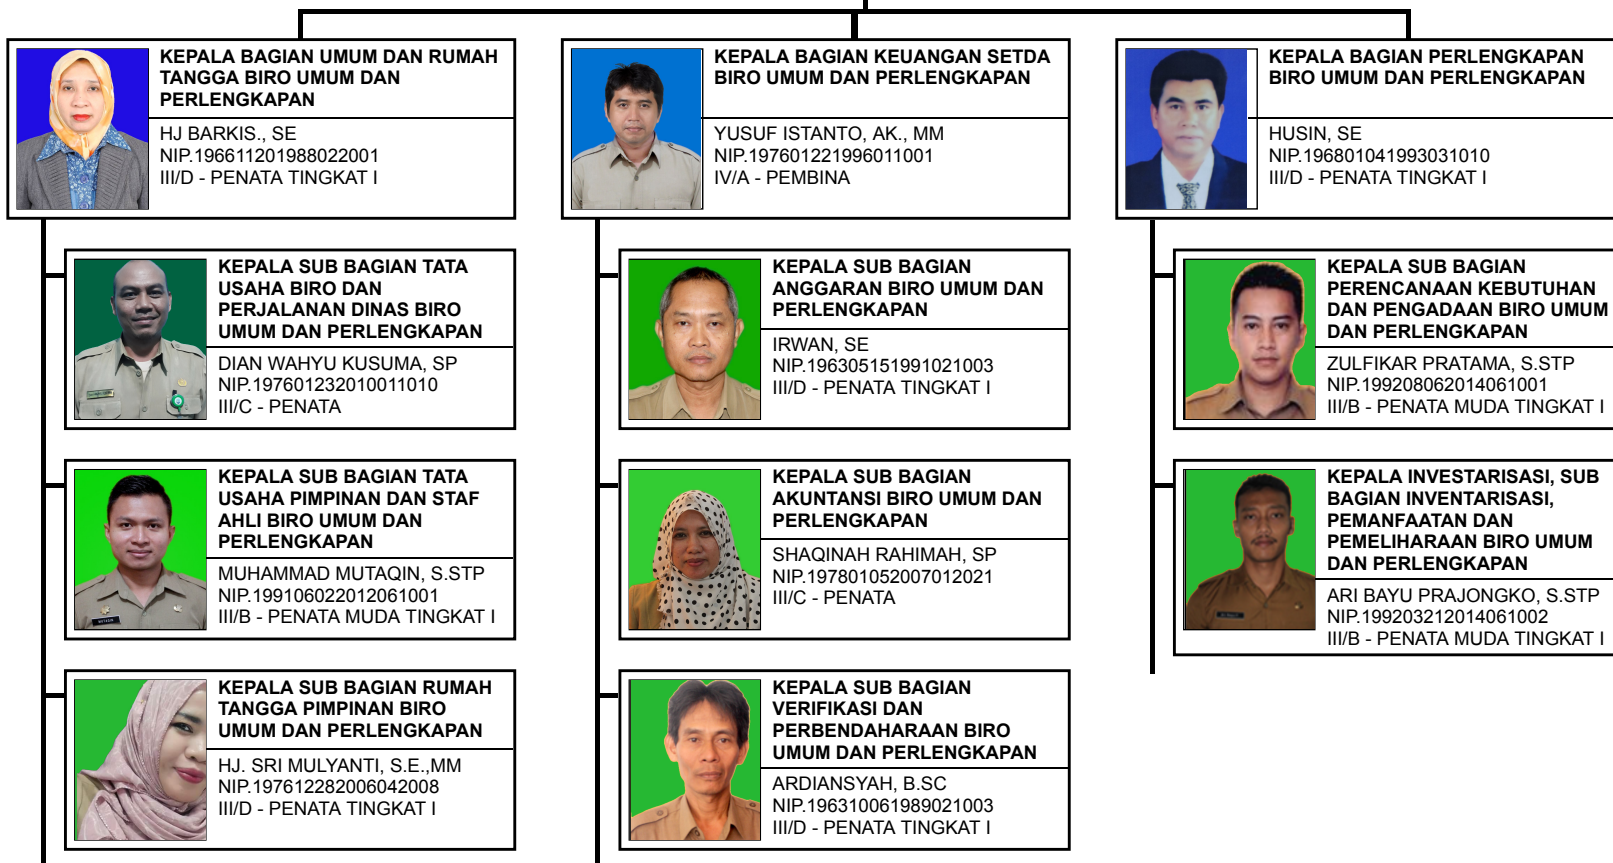 KEPALA BAGIAN UMUM DAN RUMAH
TANGGA BIRO UMUM DAN
PERLENGKAPAN
HJ BARKIS., SE
NIP.196611201988022001
III/D - PENATA TINGKAT I
KEPALA SUB BAGIAN TATA
USAHA BIRO DAN
PERJALANAN DINAS BIRO
UMUM DAN PERLENGKAPAN
DIAN WAHYU KUSUMA, SP
NIP.197601232010011010
III/C - PENATA
KEPALA SUB BAGIAN TATA
USAHA PIMPINAN DAN STAF
AHLI BIRO UMUM DAN
PERLENGKAPAN
MUHAMMAD MUTAQIN, S.STP
NIP.199106022012061001
III/B - PENATA MUDA TINGKAT I
KEPALA SUB BAGIAN RUMAH
TANGGA PIMPINAN BIRO
UMUM DAN PERLENGKAPAN
HJ. SRI MULYANTI, S.E.,MM
NIP.197612282006042008
III/D - PENATA TINGKAT I
KEPALA BAGIAN KEUANGAN SETDA
BIRO UMUM DAN PERLENGKAPAN
YUSUF ISTANTO, AK., MM
NIP.197601221996011001
IV/A - PEMBINA
KEPALA SUB BAGIAN
ANGGARAN BIRO UMUM DAN
PERLENGKAPAN
IRWAN, SE
NIP.196305151991021003
III/D - PENATA TINGKAT I
KEPALA SUB BAGIAN
AKUNTANSI BIRO UMUM DAN
PERLENGKAPAN
SHAQINAH RAHIMAH, SP
NIP.197801052007012021
III/C - PENATA
KEPALA SUB BAGIAN
VERIFIKASI DAN
PERBENDAHARAAN BIRO
UMUM DAN PERLENGKAPAN
ARDIANSYAH, B.SC
NIP.196310061989021003
III/D - PENATA TINGKAT I
KEPALA BAGIAN PERLENGKAPAN
BIRO UMUM DAN PERLENGKAPAN
HUSIN, SE
NIP.196801041993031010
III/D - PENATA TINGKAT I
KEPALA SUB BAGIAN
PERENCANAAN KEBUTUHAN
DAN PENGADAAN BIRO UMUM
DAN PERLENGKAPAN
ZULFIKAR PRATAMA, S.STP
NIP.199208062014061001
III/B - PENATA MUDA TINGKAT I
KEPALA INVESTARISASI, SUB
BAGIAN INVENTARISASI,
PEMANFAATAN DAN
PEMELIHARAAN BIRO UMUM
DAN PERLENGKAPAN
ARI BAYU PRAJONGKO, S.STP
NIP.199203212014061002
III/B - PENATA MUDA TINGKAT I